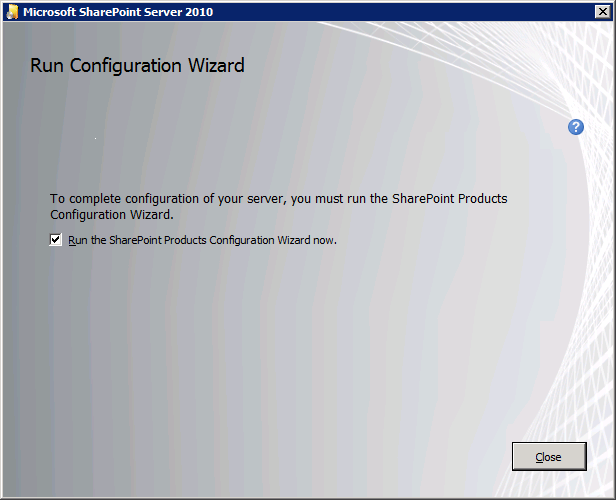 Microsoft SharePoint Server 2010
Run Configuration Wizard
?
To complete configuration of your server, you must run the SharePoint Products
Configuration Wizard.
Run the SharePoint Products Configuration Wizard now.
Close